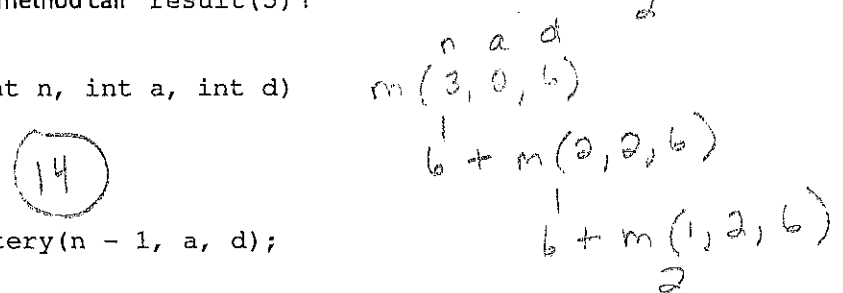 method call result(5)?
nt n, int a, int d)
14
tery(n - 1, a, d);
n a d
m(3, 0, 6)
6 + m(2, 2, 6)
6 + m(1, 2, 6)
2